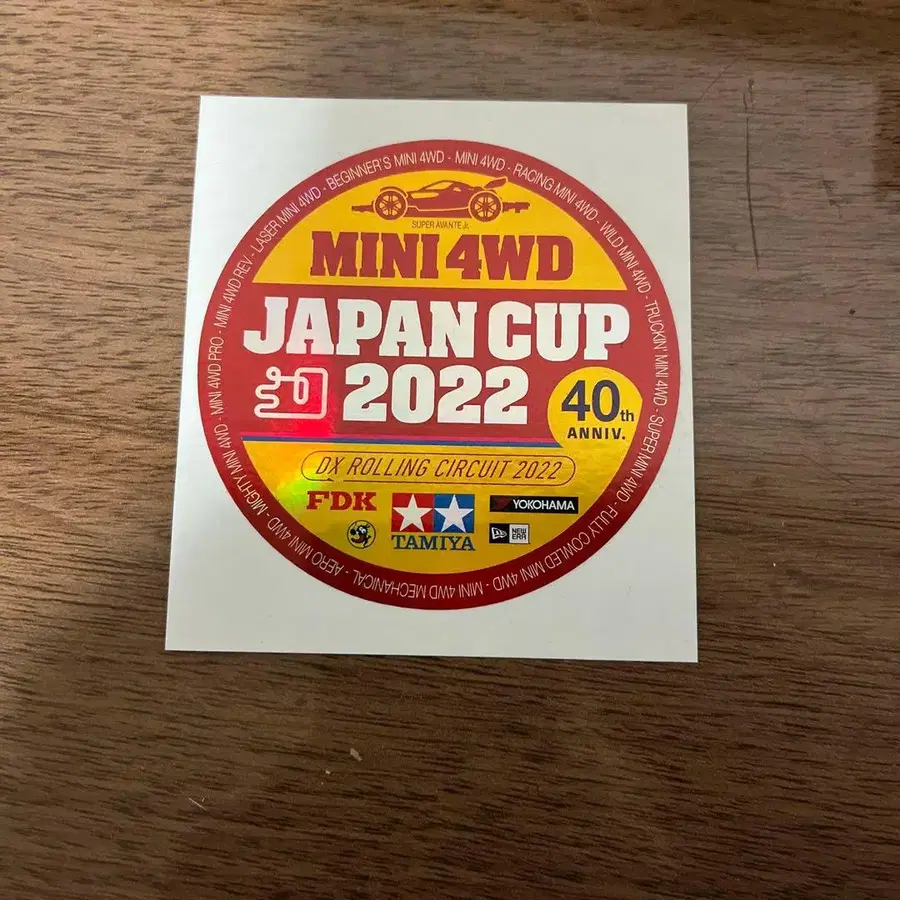 MINI 4WD PRO - MINI 4WD REV. - LASER MINI 4WD - BEGINNER'S MINI 4WD - MINI 4WD - RACING MINI 4WD - WILD MINI 4WD - TRUCKIN' MINI 4WD - SUPER MINI 4WD - FULLY COWLED MINI 4WD - MINI 4WD MECHANICAL - AERO MINI 4WD - MIGHTY MINI 4WD -
SUPER AVANTE Jr.
MINI 4WD
JAPAN CUP
2022
40th
ANNIV.
DX ROLLING CIRCUIT 2022
FDK
TAMIYA
YOKOHAMA
NEW
ERA